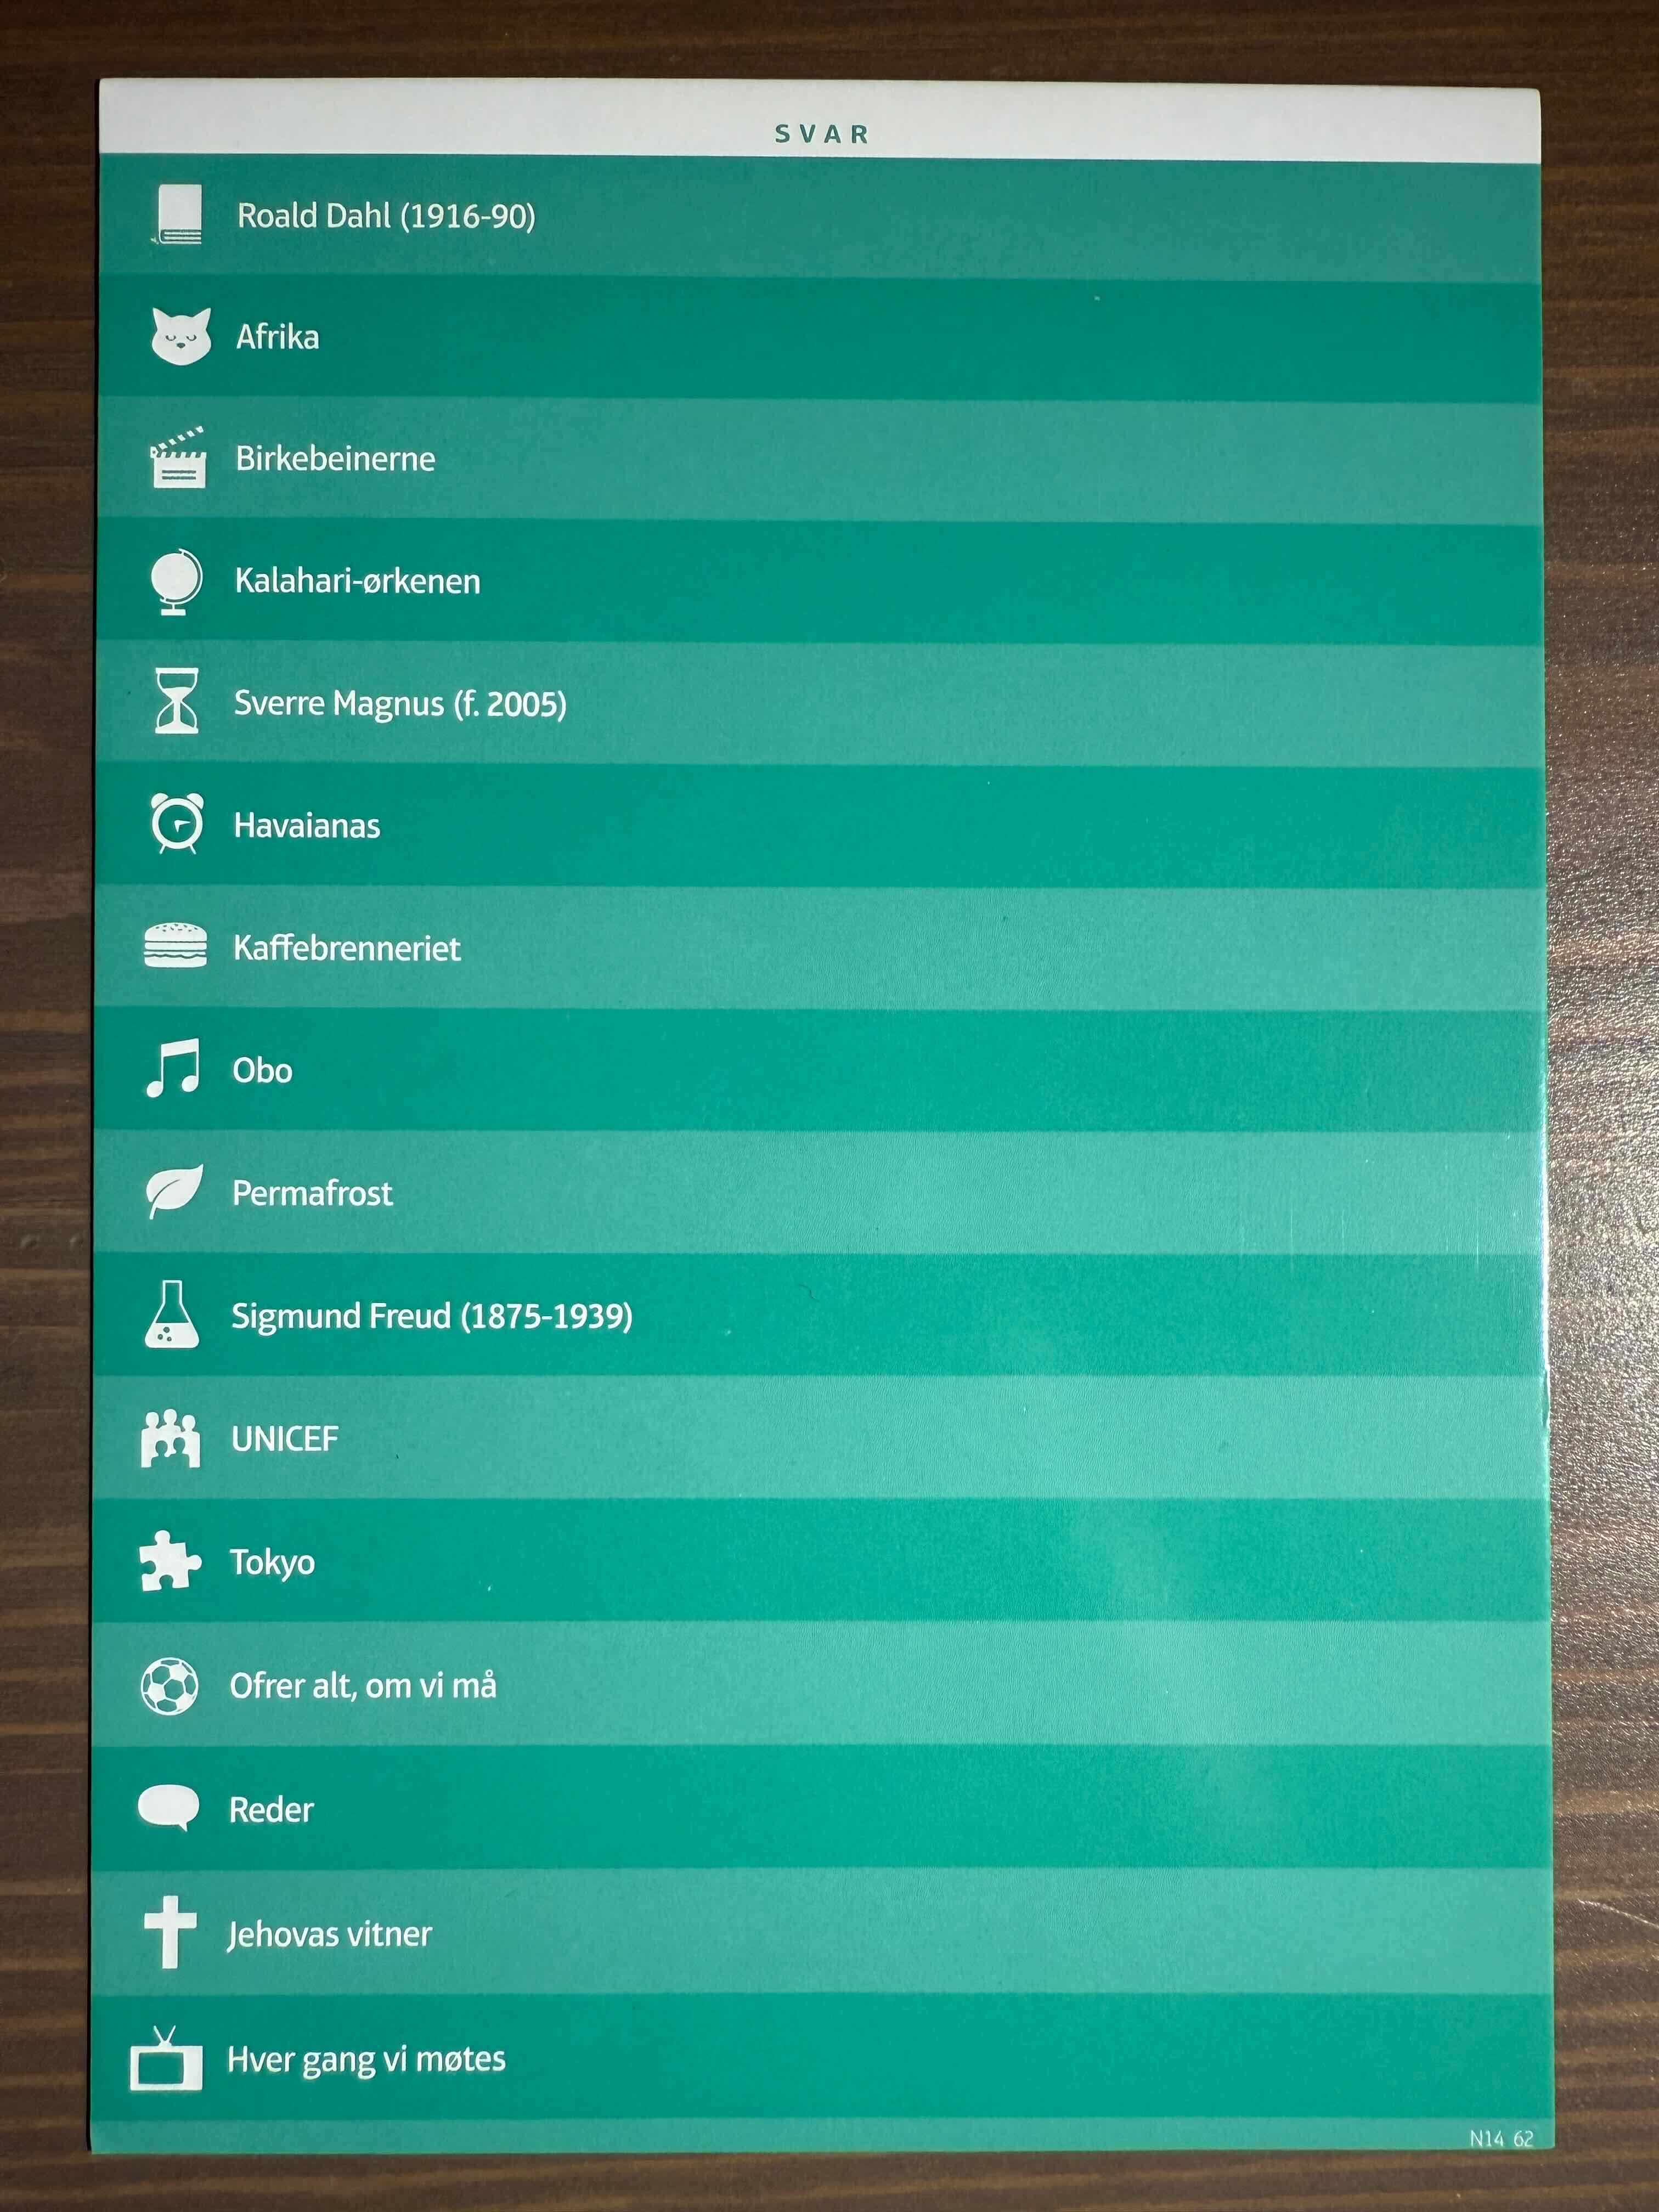 SVAR
Roald Dahl (1916-90)
Afrika
Birkebeinerne
Kalahari-ørkenen
Sverre Magnus (f. 2005)
Havaianas
Kaffebrenneriet
Obo
Permafrost
Sigmund Freud (1875-1939)
UNICEF
Tokyo
Ofrer alt, om vi må
Reder
Jehovas vitner
Hver gang vi møtes
N14 62